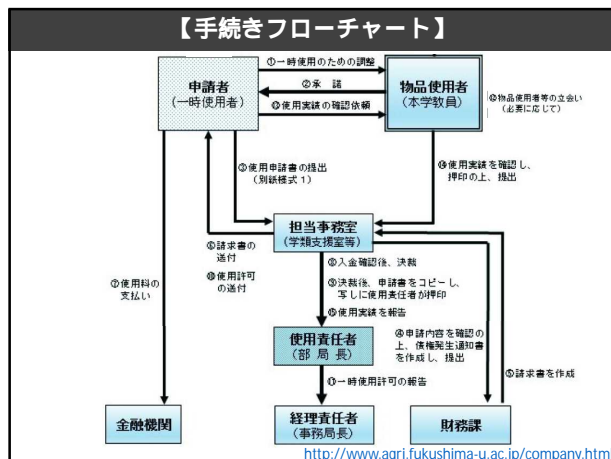 【手続きフローチャート】
①一時使用のための調整
②承　諾
⑬使用実績の確認依頼
申請者
（一時使用者）
物品使用者
（本学教員）
⑫物品使用者等の立会い
（必要に応じて）
③使用申請書の提出
（別紙様式１）
⑭使用実績を確認し、
押印の上、提出
担当事務室
（学類支援室等）
⑥請求書の
送付
⑩使用許可
の送付
⑦使用料の
支払い
⑧入金確認後、決裁
⑨決裁後、申請書をコピーし、
写しに使用責任者が押印
⑮使用実績を報告
④申請内容を確認の
上、債権発生通知書
を作成し、提出
⑤請求書を作成
使用責任者
（部 局 長）
⑪一時使用許可の報告
金融機関
経理責任者
（事務局長）
財務課
http://www.agri.fukushima-u.ac.jp/company.htm